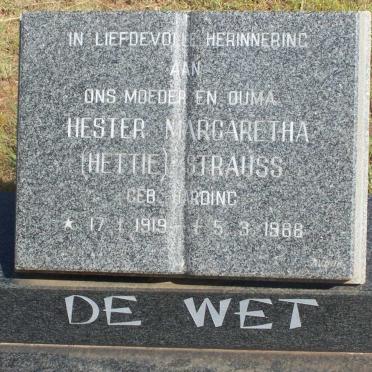 IN LIEFDEVOLLE HERINNERING
AAN
ONS MOEDER EN OUMA
HESTER MARGARETHA
(HETTIE) STRAUSS
GEB. HARDING
* 17.1.1919 – † 5.3.1988
DE WET